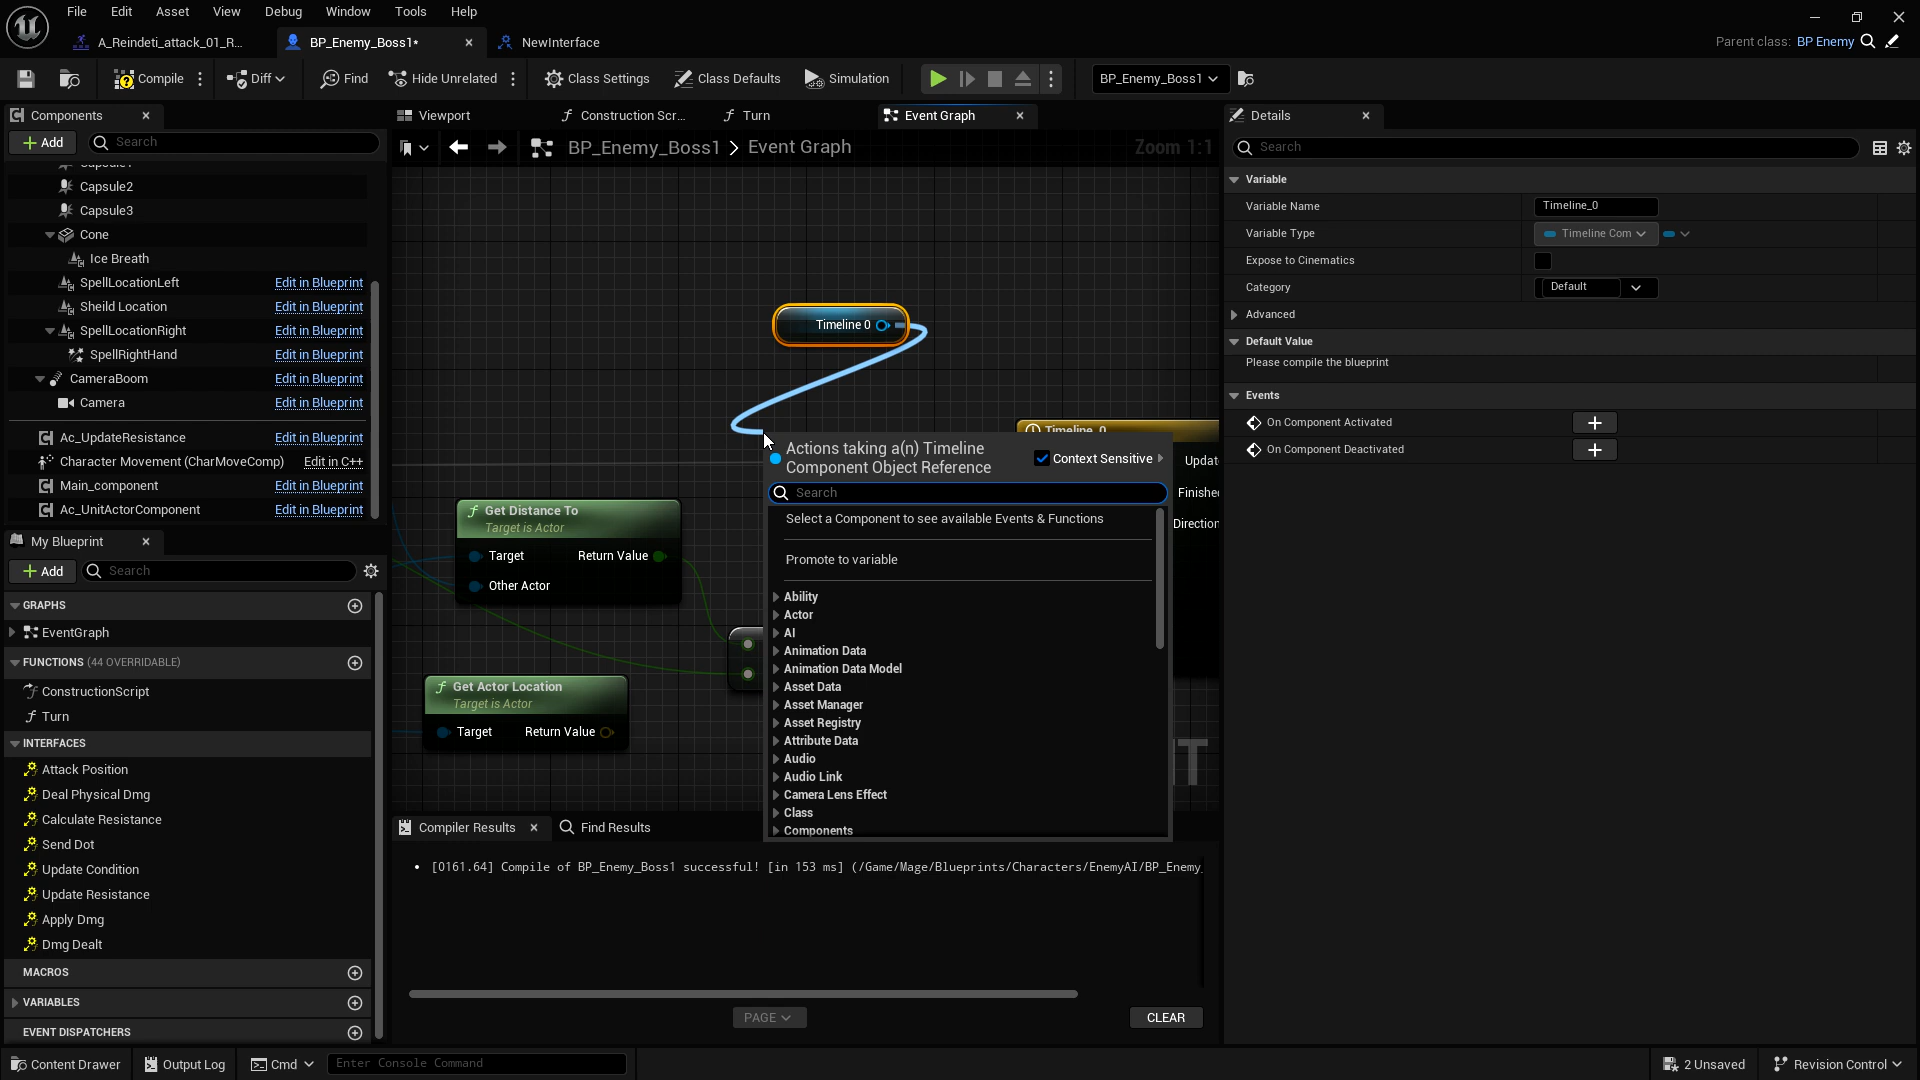 File Edit Asset View Debug Window Tools Help
A_Reindeti_attack_01_R... BP_Enemy_Boss1* NewInterface
Parent class: BP Enemy
Compile Diff Find Hide Unrelated Class Settings Class Defaults Simulation BP_Enemy_Boss1
Components
Add Search
Capsule2
Capsule3
Cone
Ice Breath
SpellLocationLeft Edit in Blueprint
Sheild Location Edit in Blueprint
SpellLocationRight Edit in Blueprint
SpellRightHand Edit in Blueprint
CameraBoom Edit in Blueprint
Camera Edit in Blueprint
Ac_UpdateResistance Edit in Blueprint
Character Movement (CharMoveComp) Edit in C++
Main_component Edit in Blueprint
Ac_UnitActorComponent Edit in Blueprint
My Blueprint
Add Search
GRAPHS
EventGraph
FUNCTIONS (44 OVERRIDABLE)
ConstructionScript
Turn
INTERFACES
Attack Position
Deal Physical Dmg
Calculate Resistance
Send Dot
Update Condition
Update Resistance
Apply Dmg
Dmg Dealt
MACROS
VARIABLES
EVENT DISPATCHERS
Viewport Construction Scr... Turn Event Graph
BP_Enemy_Boss1 > Event Graph Zoom 1:1
Timeline 0
Timeline_0
Update
Finished
Direction
Get Distance To
Target is Actor
Target Return Value
Other Actor
Get Actor Location
Target is Actor
Target Return Value
Actions taking a(n) Timeline
Component Object Reference
Context Sensitive
Search
Select a Component to see available Events & Functions
Promote to variable
Ability
Actor
AI
Animation Data
Animation Data Model
Asset Data
Asset Manager
Asset Registry
Attribute Data
Audio
Audio Link
Camera Lens Effect
Class
Components
Compiler Results Find Results
[0161.64] Compile of BP_Enemy_Boss1 successful! [in 153 ms] (/Game/Mage/Blueprints/Characters/EnemyAI/BP_Enemy_
PAGE CLEAR
Details
Search
Variable
Variable Name Timeline_0
Variable Type Timeline Com
Expose to Cinematics
Category Default
Advanced
Default Value
Please compile the blueprint
Events
On Component Activated
On Component Deactivated
Content Drawer Output Log Cmd Enter Console Command 2 Unsaved Revision Control